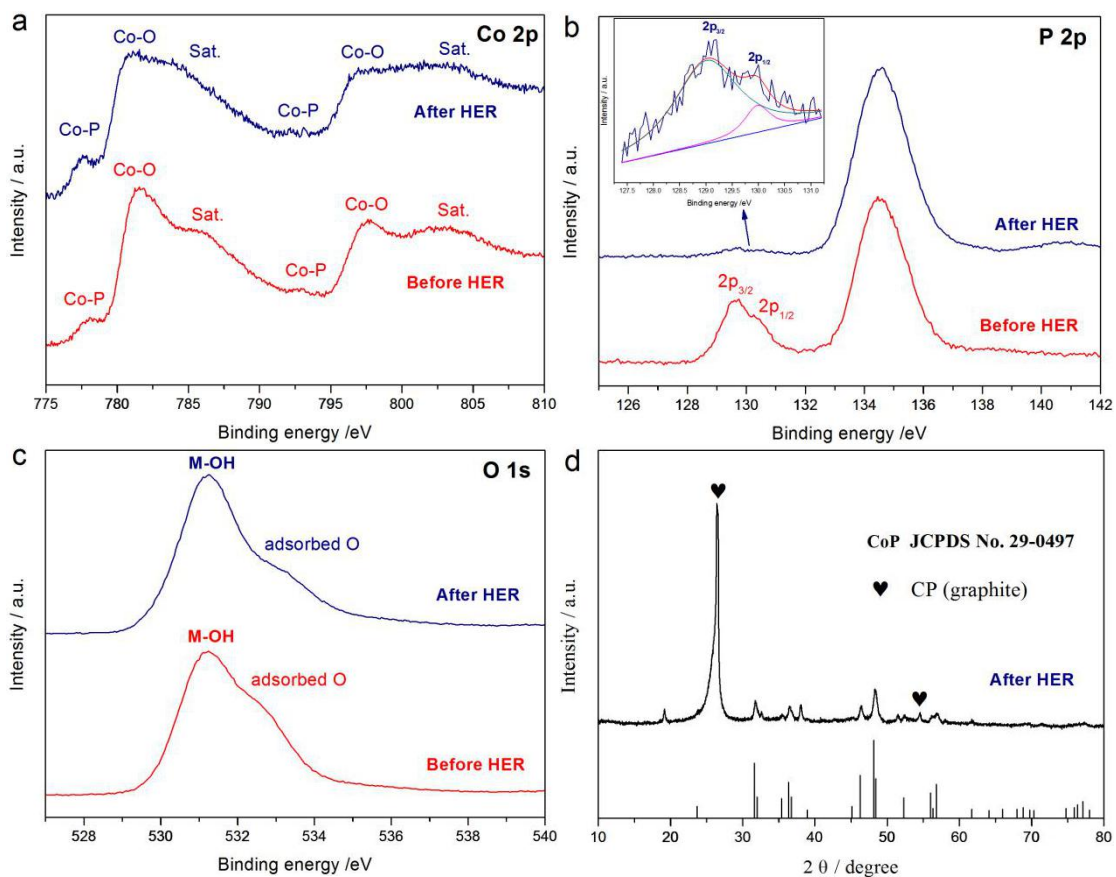 a
Co 2p
Co-O
Sat.
Co-O
Sat.
Co-P
Co-P
After HER
Co-O
Sat.
Co-O
Sat.
Co-P
Co-P
Before HER
Intensity / a.u.
775 780 785 790 795 800 805 810
Binding energy /eV
b
P 2p
2p3/2
2p1/2
Intensity / a.u.
127.5 128.0 128.5 129.0 129.5 130.0 130.5 131.0
Binding energy /eV
After HER
2p3/2
2p1/2
Before HER
Intensity / a.u.
126 128 130 132 134 136 138 140 142
Binding energy /eV
c
O 1s
M-OH
adsorbed O
After HER
M-OH
adsorbed O
Before HER
Intensity / a.u.
528 530 532 534 536 538 540
Binding energy /eV
d
CoP JCPDS No. 29-0497
♥ CP (graphite)
After HER
Intensity / a.u.
10 20 30 40 50 60 70 80
2 θ / degree